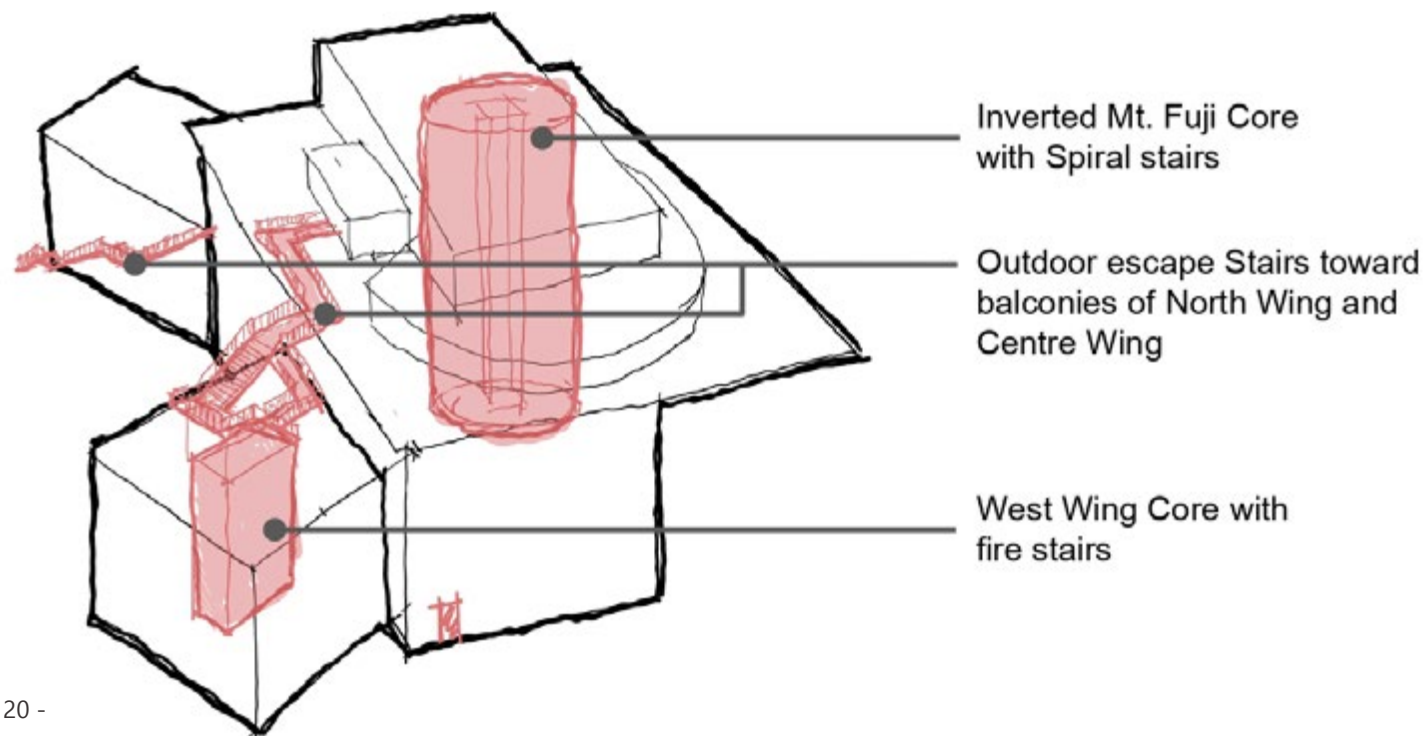 Inverted Mt. Fuji Core
with Spiral stairs
Outdoor escape Stairs toward
balconies of North Wing and
Centre Wing
West Wing Core with
fire stairs
20 -